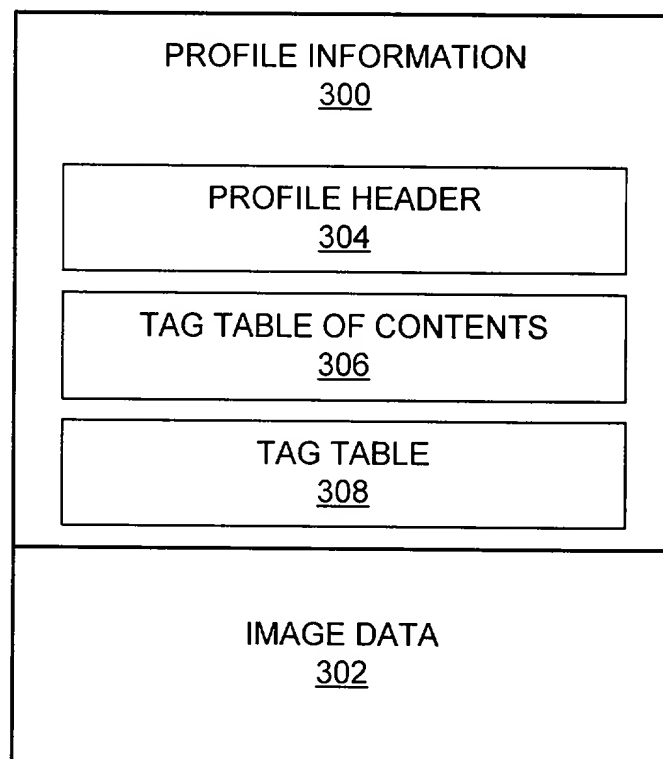 PROFILE INFORMATION
300
PROFILE HEADER
304
TAG TABLE OF CONTENTS
306
TAG TABLE
308
IMAGE DATA
302